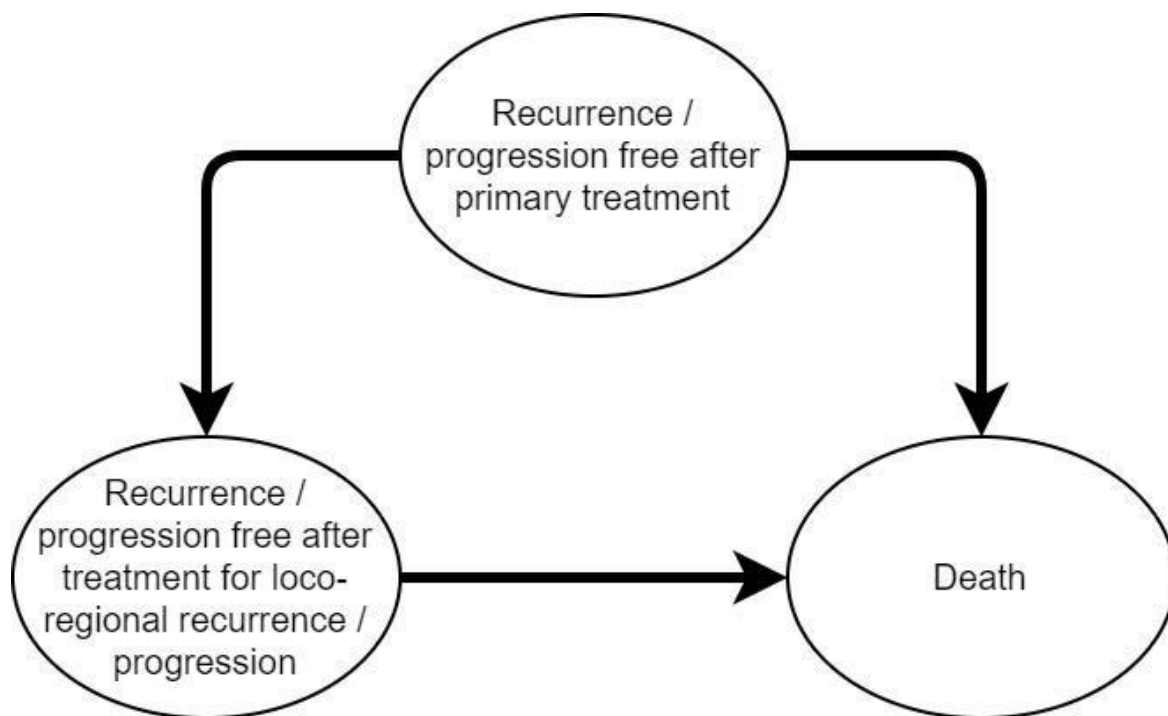 Recurrence /
progression free after
primary treatment
Recurrence /
progression free after
treatment for loco-
regional recurrence /
progression
Death